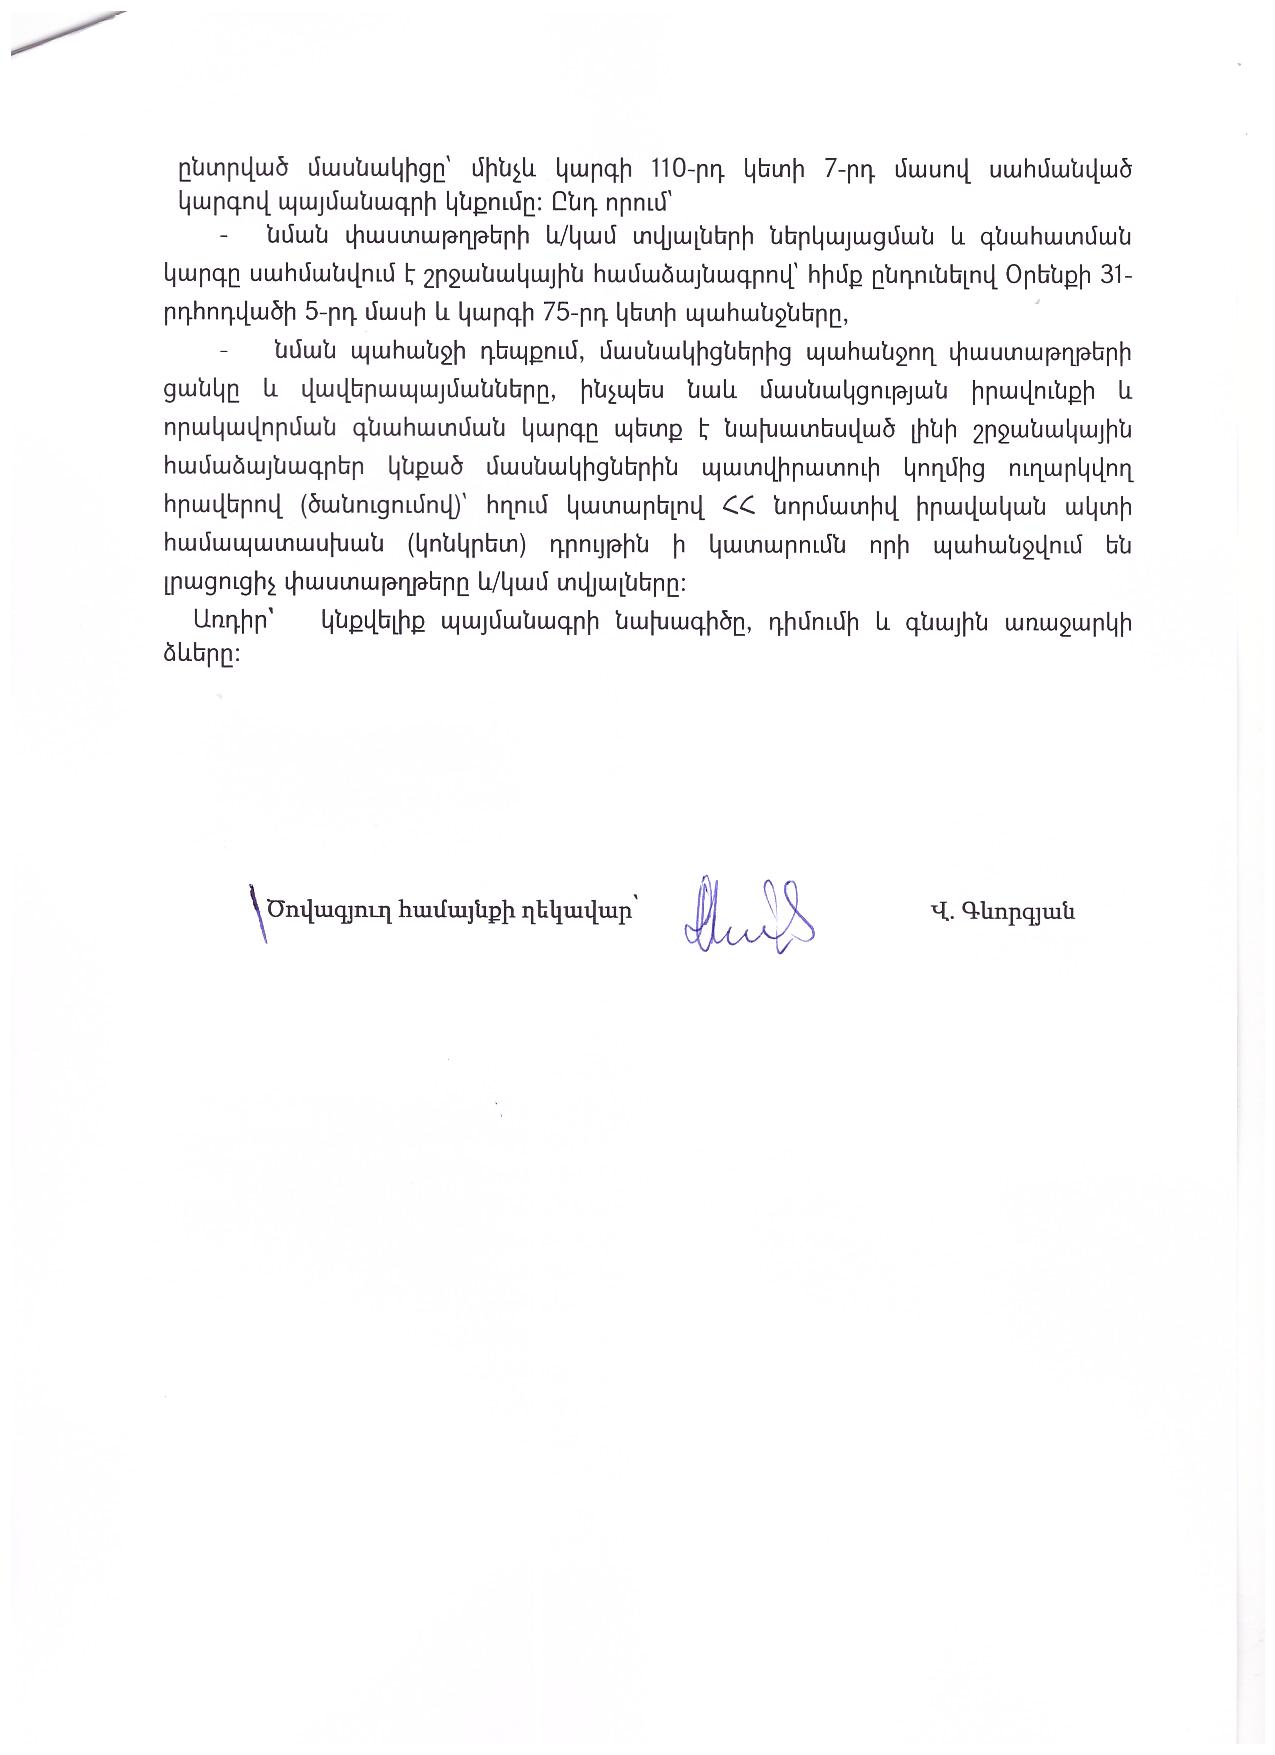 ընտրված մասնակիցը՝ մինչև կարգի 110-րդ կետի 7-րդ մասով սահմանված
կարգով պայմանագրի կնքումը։ Ընդ որում՝
- նման փաստաթղթերի և/կամ տվյալների ներկայացման և գնահատման
կարգը սահմանվում է շրջանակային համաձայնագրով՝ հիմք ընդունելով Օրենքի 31-
րդհոդվածի 5-րդ մասի և կարգի 75-րդ կետի պահանջները,
- նման պահանջի դեպքում, մասնակիցներից պահանջող փաստաթղթերի
ցանկը և վավերապայմանները, ինչպես նաև մասնակցության իրավունքի և
որակավորման գնահատման կարգը պետք է նախատեսված լինի շրջանակային
համաձայնագրեր կնքած մասնակիցներին պատվիրատուի կողմից ուղարկվող
հրավերով (ծանուցումով)՝ հղում կատարելով ՀՀ նորմատիվ իրավական ակտի
համապատասխան (կոնկրետ) դրույթին ի կատարումն որի պահանջվում են
լրացուցիչ փաստաթղթերը և/կամ տվյալները։
Առդիր՝ կնքվելիք պայմանագրի նախագիծը, դիմումի և գնային առաջարկի
ձևերը։
Ծովագյուղ համայնքի ղեկավար՝ Վ. Գևորգյան